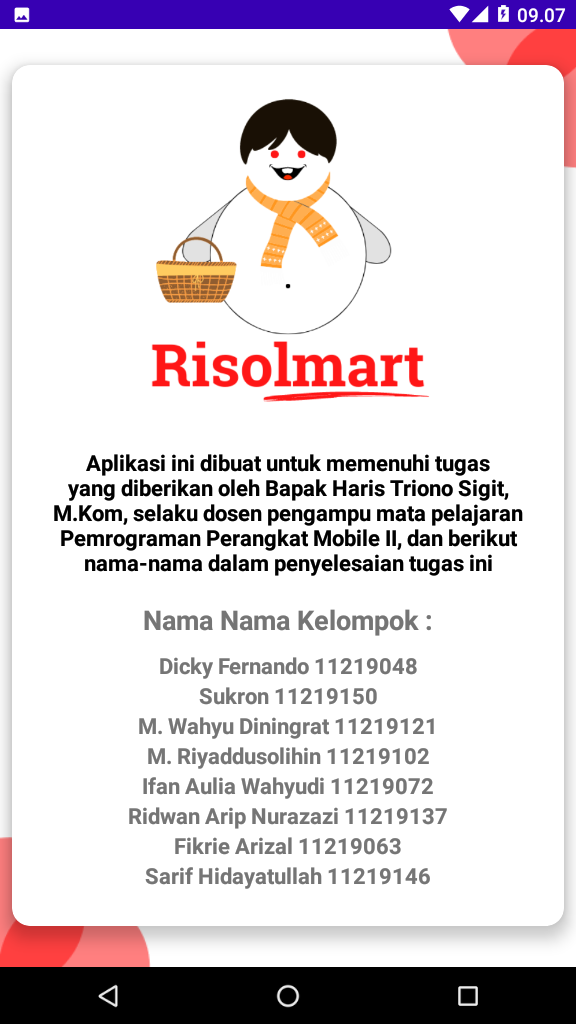 09.07
Risolmart
Aplikasi ini dibuat untuk memenuhi tugas
yang diberikan oleh Bapak Haris Triono Sigit,
M.Kom, selaku dosen pengampu mata pelajaran
Pemrograman Perangkat Mobile II, dan berikut
nama-nama dalam penyelesaian tugas ini
Nama Nama Kelompok :
Dicky Fernando 11219048
Sukron 11219150
M. Wahyu Diningrat 11219121
M. Riyaddusolihin 11219102
Ifan Aulia Wahyudi 11219072
Ridwan Arip Nurazazi 11219137
Fikrie Arizal 11219063
Sarif Hidayatullah 11219146